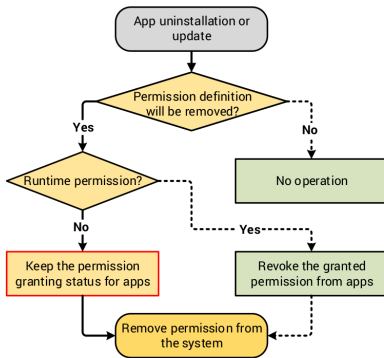 App uninstallation or
update
Permission definition
will be removed?
Yes
No
Runtime permission?
No operation
No
Yes
Keep the permission
granting status for apps
Revoke the granted
permission from apps
Remove permission from
the system